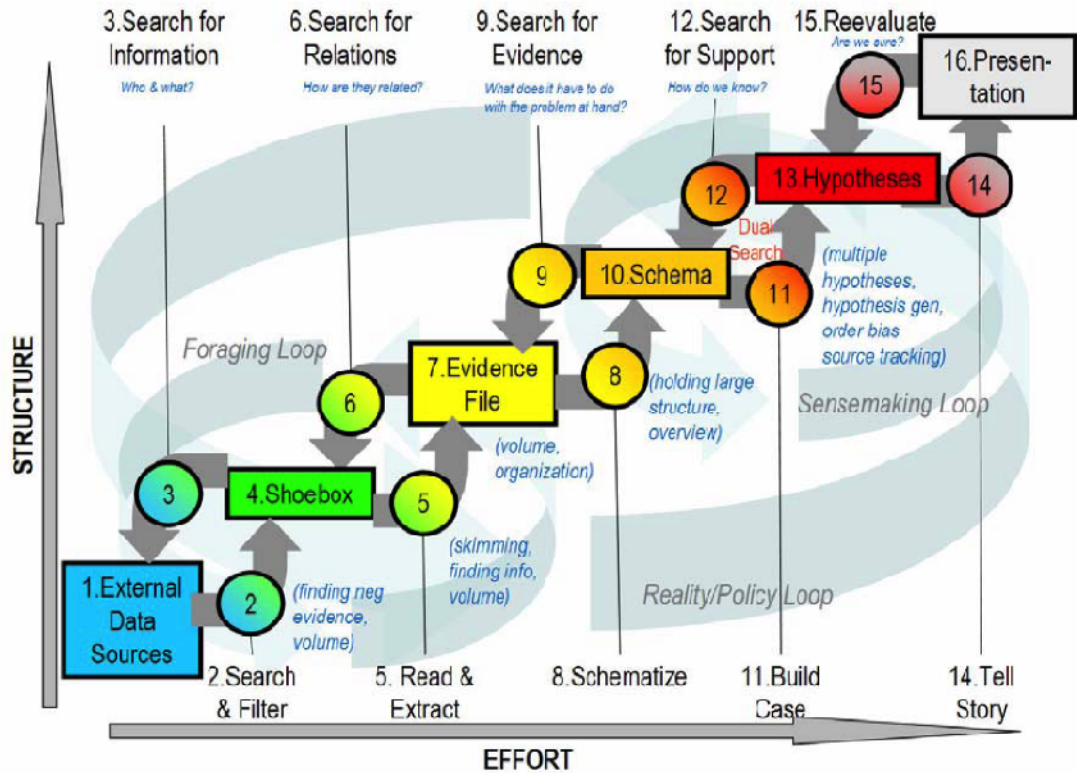 3.Search for
Information
Who & what?
6.Search for
Relations
How are they related?
9.Search for
Evidence
What does it have to do
with the problem at hand?
12.Search
for Support
How do we know?
15.Reevaluate
Are we sure?
15
16.Presen-
tation
12
13.Hypotheses
14
Dual
Search
9
10.Schema
11
(multiple
hypotheses,
hypothesis gen,
order bias
source tracking)
Foraging Loop
6
7.Evidence
File
8
(holding large
structure,
overview)
Sensemaking Loop
(volume,
organization)
3
4.Shoebox
5
(skimming,
finding info,
volume)
1.External
Data
Sources
2
(finding neg
evidence,
volume)
Reality/Policy Loop
2.Search
& Filter
5. Read &
Extract
8.Schematize
11.Build
Case
14.Tell
Story
STRUCTURE
EFFORT